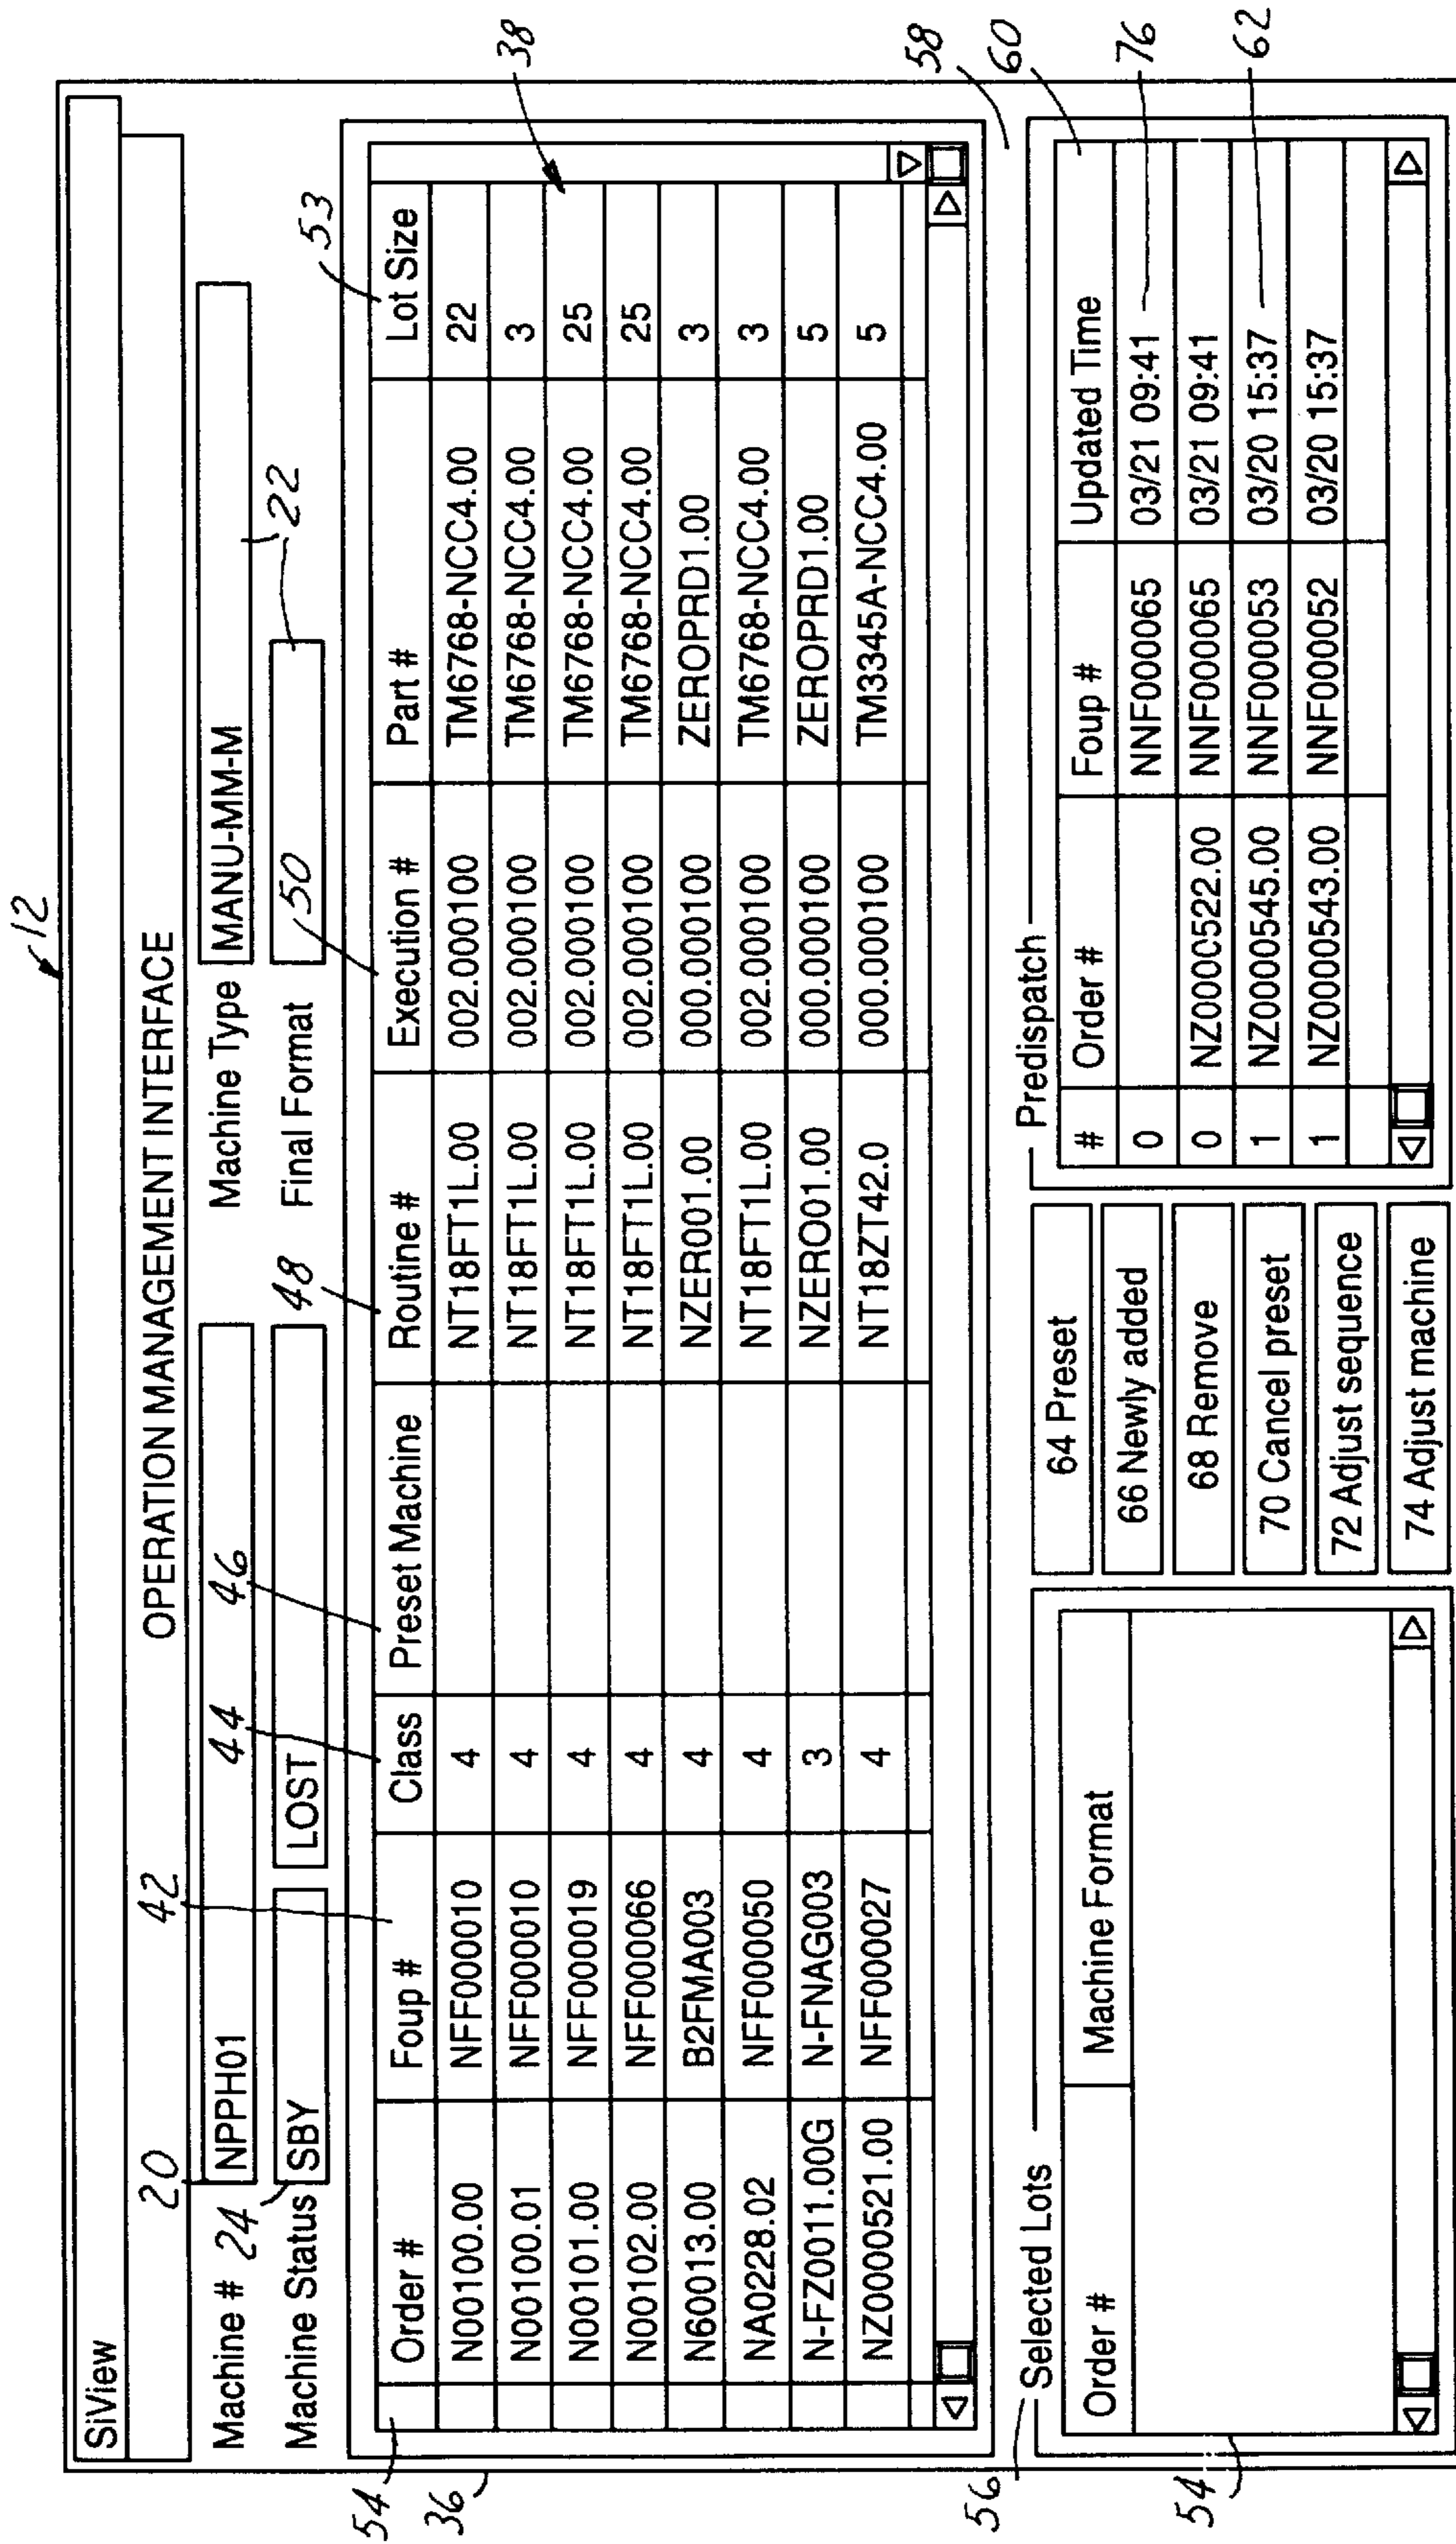 12
SiView
OPERATION MANAGEMENT INTERFACE
20 42 44 46 48 50 22 53
Machine # NPPH01 Machine Type MANU-MM-M
24
Machine Status SBY LOST Final Format
54 36 38
Order # Foup # Class Preset Machine Routine # Execution # Part # Lot Size
N00100.00 NFF000010 4 NT18FT1L.00 002.000100 TM6768-NCC4.00 22
N00100.01 NFF000010 4 NT18FT1L.00 002.000100 TM6768-NCC4.00 3
N00101.00 NFF000019 4 NT18FT1L.00 002.000100 TM6768-NCC4.00 25
N00102.00 NFF000066 4 NT18FT1L.00 002.000100 TM6768-NCC4.00 25
N60013.00 B2FMA003 4 NZER001.00 000.000100 ZEROPRD1.00 3
NA0228.02 NFF000050 4 NT18FT1L.00 002.000100 TM6768-NCC4.00 3
N-FZ0011.00G N-FNAG003 3 NZERO01.00 000.000100 ZEROPRD1.00 5
NZ0000521.00 NFF000027 4 NT18ZT42.0 000.000100 TM3345A-NCC4.00 5
56 Selected Lots
Order # Machine Format
54
64 Preset
66 Newly added
68 Remove
70 Cancel preset
72 Adjust sequence
74 Adjust machine
58
Predispatch
60
# Order # Foup # Updated Time
0 NNF000065 03/21 09:41 76
0 NZ000C522.00 NNF000065 03/21 09:41
1 NZ0000545.00 NNF000053 03/20 15:37 62
1 NZ0000543.00 NNF000052 03/20 15:37